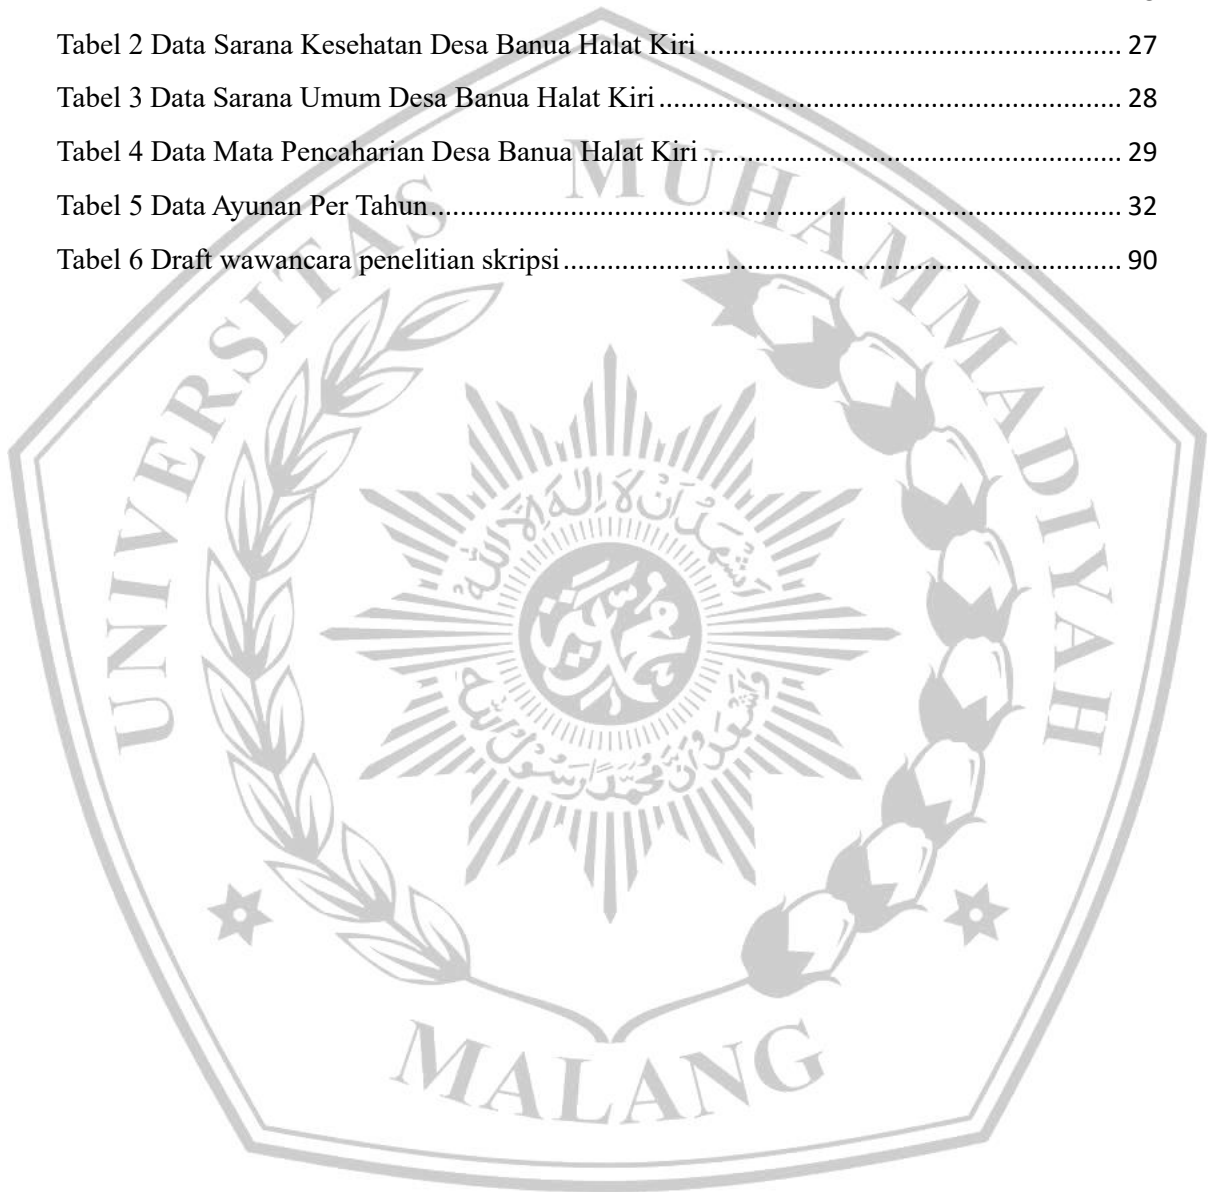 Tabel 2 Data Sarana Kesehatan Desa Banua Halat Kiri ........................................................ 27
Tabel 3 Data Sarana Umum Desa Banua Halat Kiri .............................................................. 28
Tabel 4 Data Mata Pencaharian Desa Banua Halat Kiri ........................................................ 29
Tabel 5 Data Ayunan Per Tahun ............................................................................................ 32
Tabel 6 Draft wawancara penelitian skripsi .......................................................................... 90
UNIVERSITAS MUHAMMADIYAH
MALANG